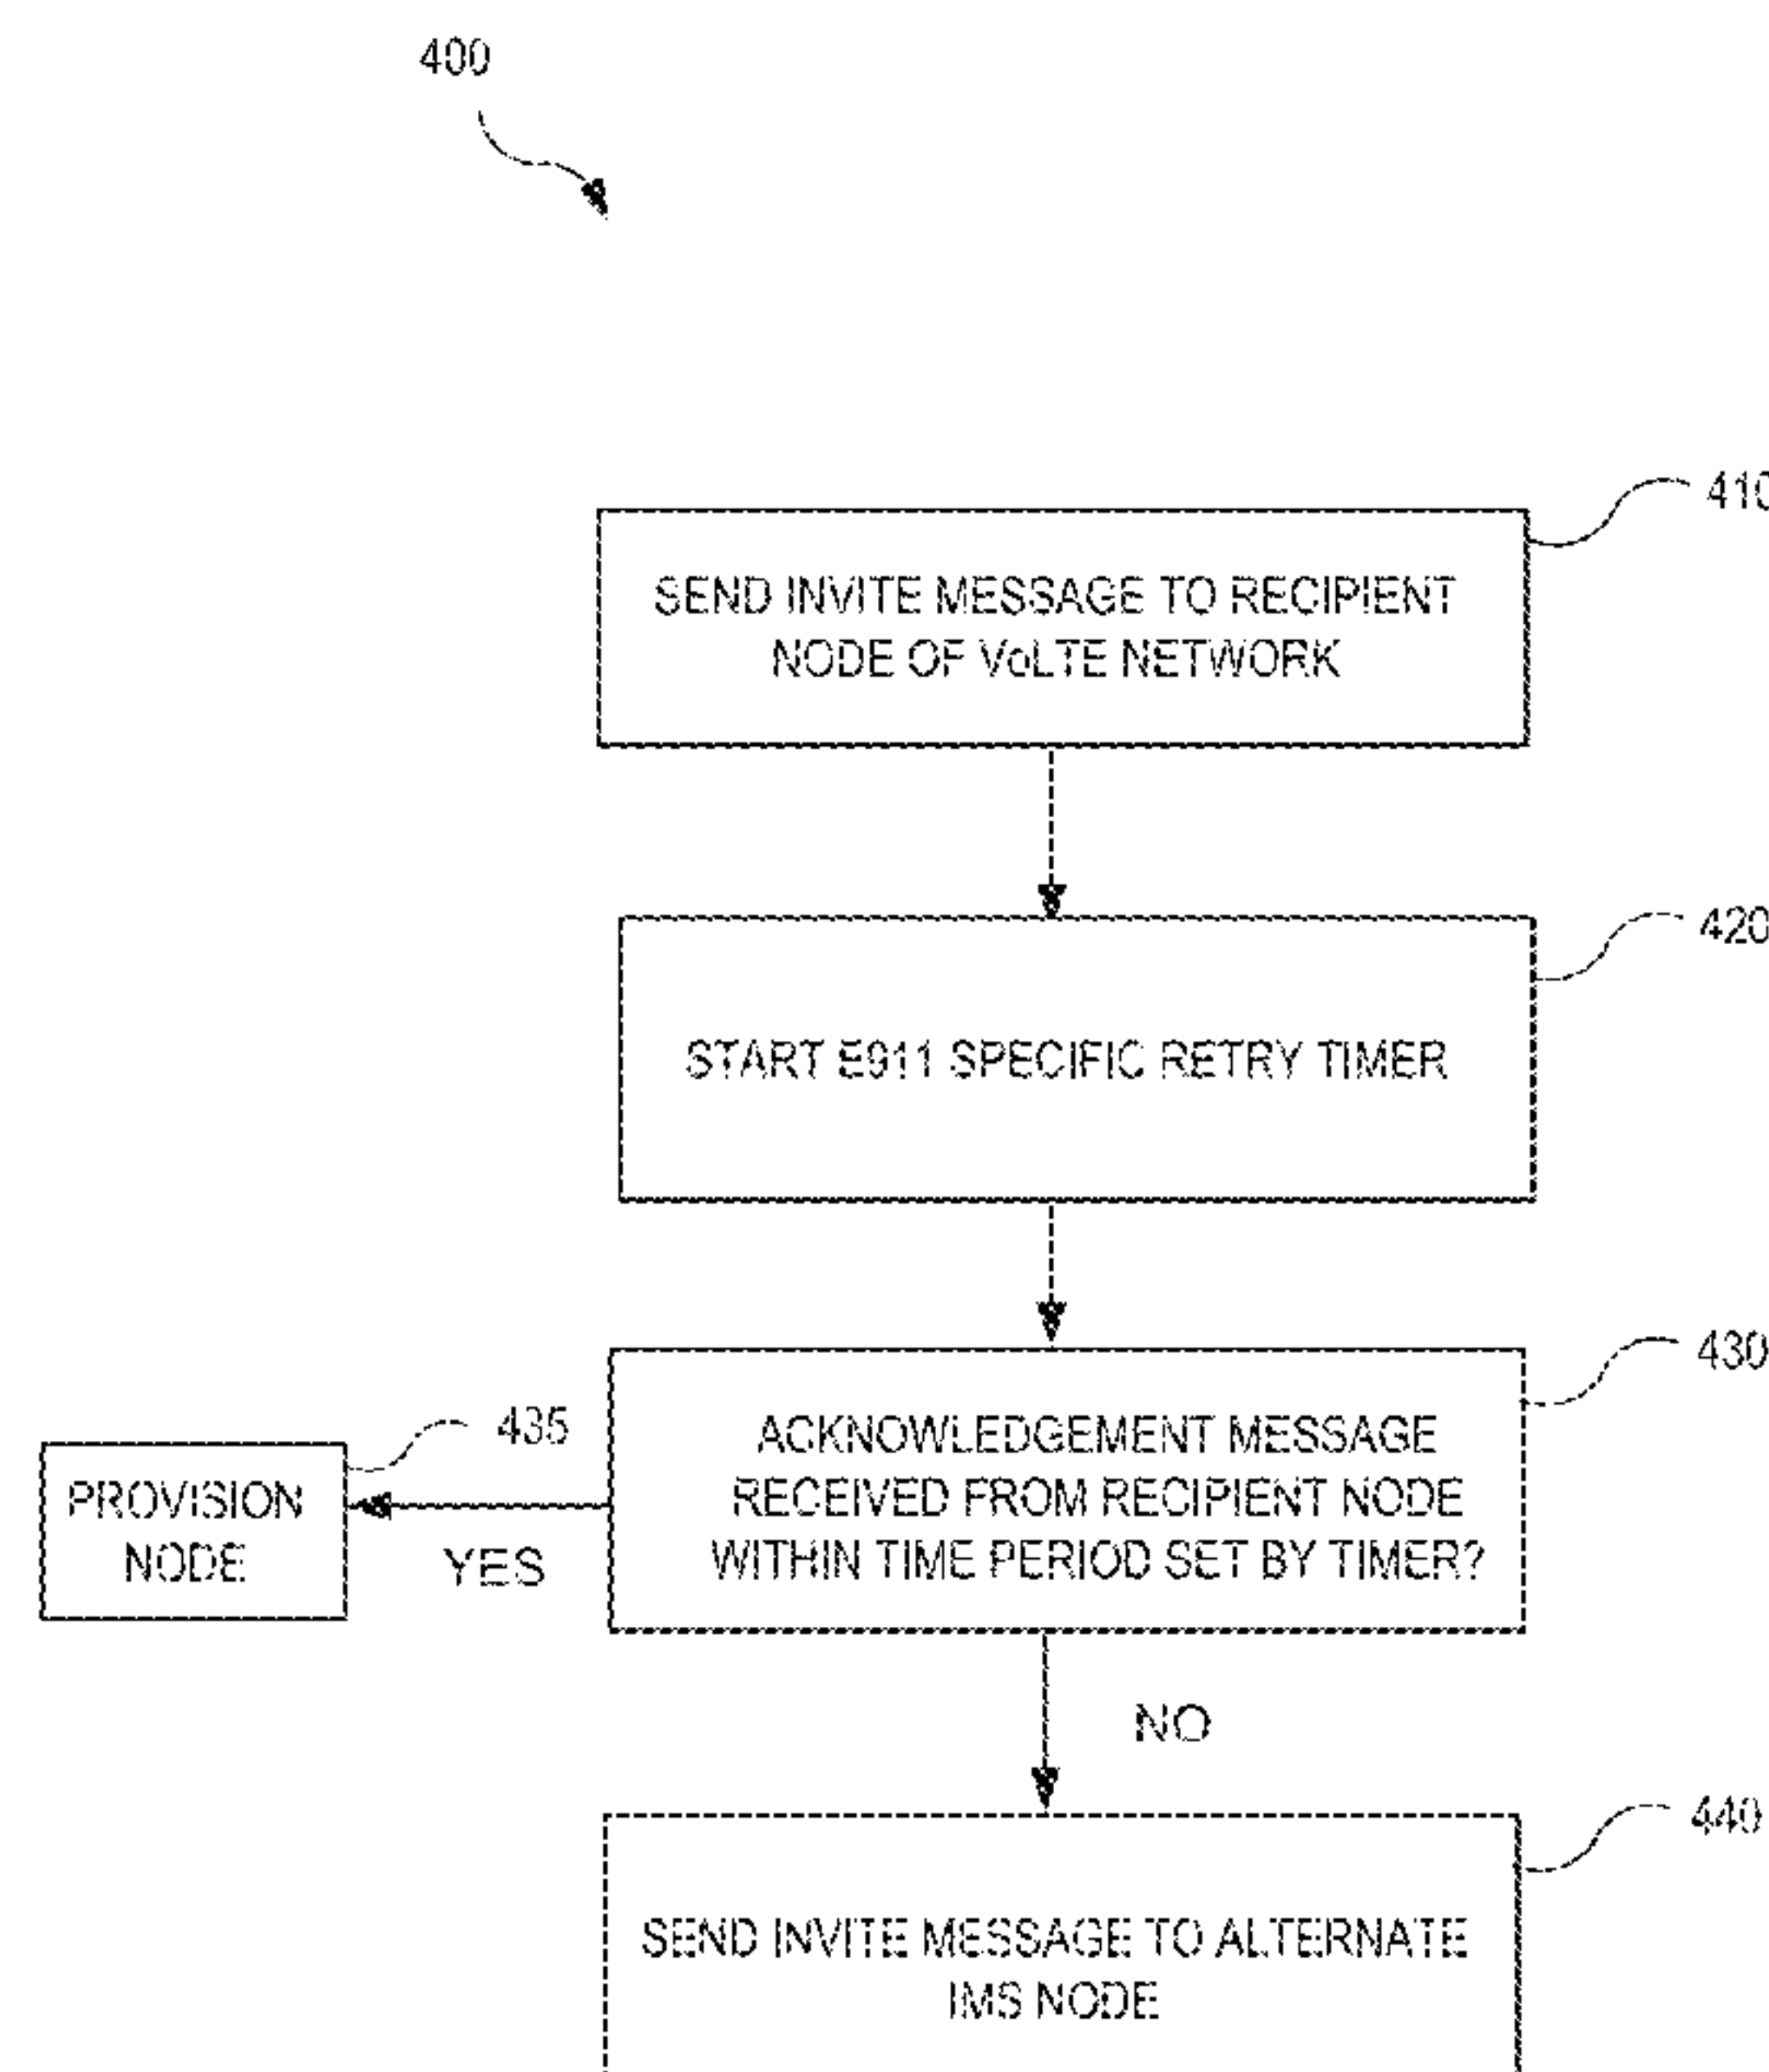 400
410
SEND INVITE MESSAGE TO RECIPIENT
NODE OF VoLTE NETWORK
420
START E911 SPECIFIC RETRY TIMER
430
ACKNOWLEDGEMENT MESSAGE
RECEIVED FROM RECIPIENT NODE
WITHIN TIME PERIOD SET BY TIMER?
435
PROVISION
NODE
YES
NO
440
SEND INVITE MESSAGE TO ALTERNATE
IMS NODE